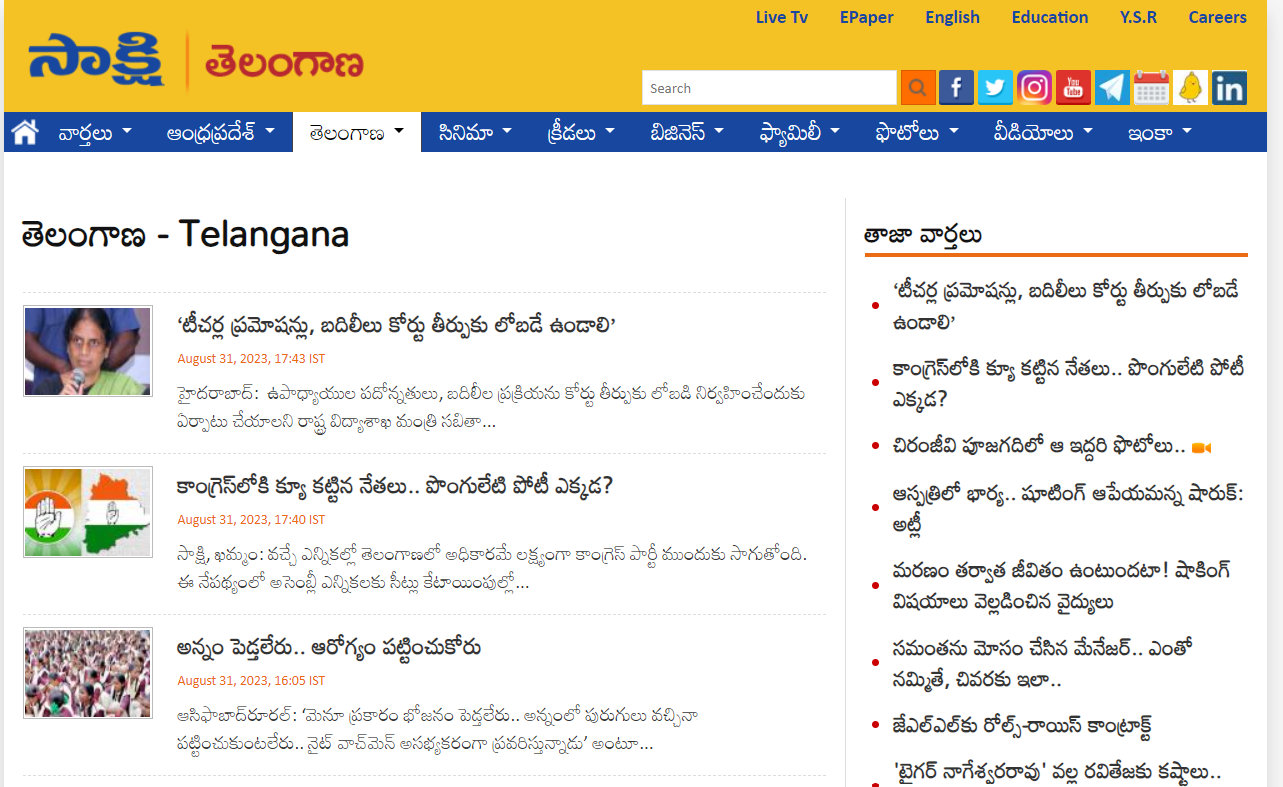 Live Tv EPaper English Education Y.S.R Careers
సాక్షి తెలంగాణ
Search
You Tube
వార్తలు ఆంధ్రప్రదేశ్ తెలంగాణ సినిమా క్రీడలు బిజినెస్ ఫ్యామిలీ ఫొటోలు వీడియోలు ఇంకా
తెలంగాణ - Telangana
‘టీచర్ల ప్రమోషన్లు, బదిలీలు కోర్టు తీర్పుకు లోబడే ఉండాలి’
August 31, 2023, 17:43 IST
హైదరాబాద్: ఉపాధ్యాయుల పదోన్నతులు, బదిలీల ప్రక్రియను కోర్టు తీర్పుకు లోబడి నిర్వహించేందుకు
ఏర్పాటు చేయాలని రాష్ట్ర విద్యాశాఖ మంత్రి సబితా...
కాంగ్రెస్‌లోకి క్యూ కట్టిన నేతలు.. పొంగులేటి పోటీ ఎక్కడ?
August 31, 2023, 17:40 IST
సాక్షి, ఖమ్మం: వచ్చే ఎన్నికల్లో తెలంగాణలో అధికారమే లక్ష్యంగా కాంగ్రెస్ పార్టీ ముందుకు సాగుతోంది.
ఈ నేపథ్యంలో అసెంబ్లీ ఎన్నికలకు సీట్లు కేటాయింపుల్లో...
అన్నం పెడ్తలేరు.. ఆరోగ్యం పట్టించుకోరు
August 31, 2023, 16:05 IST
ఆసిఫాబాద్‌రూరల్: ‘మెనూ ప్రకారం భోజనం పెడ్తలేరు.. అన్నంలో పురుగులు వచ్చినా
పట్టించుకుంటలేరు.. నైట్ వాచ్‌మెన్ అసభ్యకరంగా ప్రవరిస్తున్నాడు’ అంటూ...
తాజా వార్తలు
‘టీచర్ల ప్రమోషన్లు, బదిలీలు కోర్టు తీర్పుకు లోబడే
ఉండాలి’
కాంగ్రెస్‌లోకి క్యూ కట్టిన నేతలు.. పొంగులేటి పోటీ
ఎక్కడ?
చిరంజీవి పూజగదిలో ఆ ఇద్దరి ఫొటోలు..
ఆస్పత్రిలో భార్య.. షూటింగ్ ఆపేయమన్న షారుక్:
అట్లీ
మరణం తర్వాత జీవితం ఉంటుందటా! షాకింగ్
విషయాలు వెల్లడించిన వైద్యులు
సమంతను మోసం చేసిన మేనేజర్.. ఎంతో
నమ్మితే, చివరకు ఇలా..
జేఎల్‌ఎల్‌కు రోల్స్-రాయిస్ కాంట్రాక్ట్
'టైగర్ నాగేశ్వరరావు' వల్ల రవితేజకు కష్టాలు..